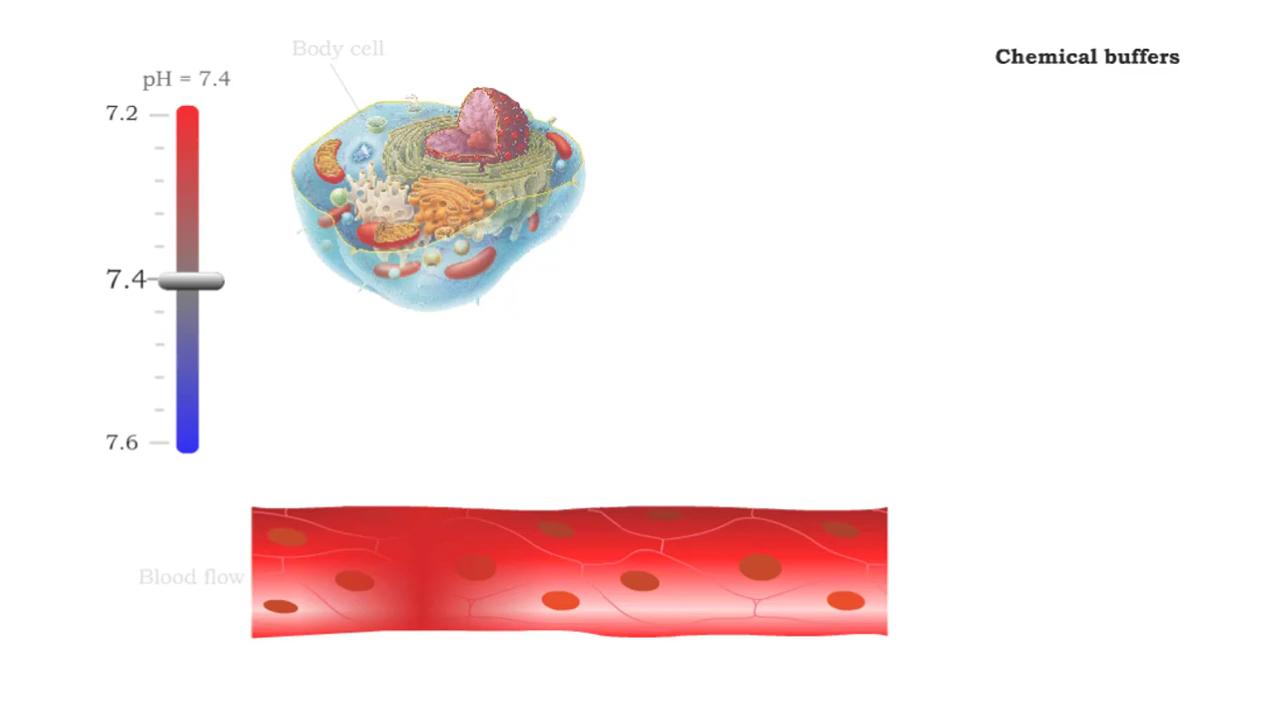 Body cell
Chemical buffers
pH = 7.4
7.2
7.4
7.6
Blood flow